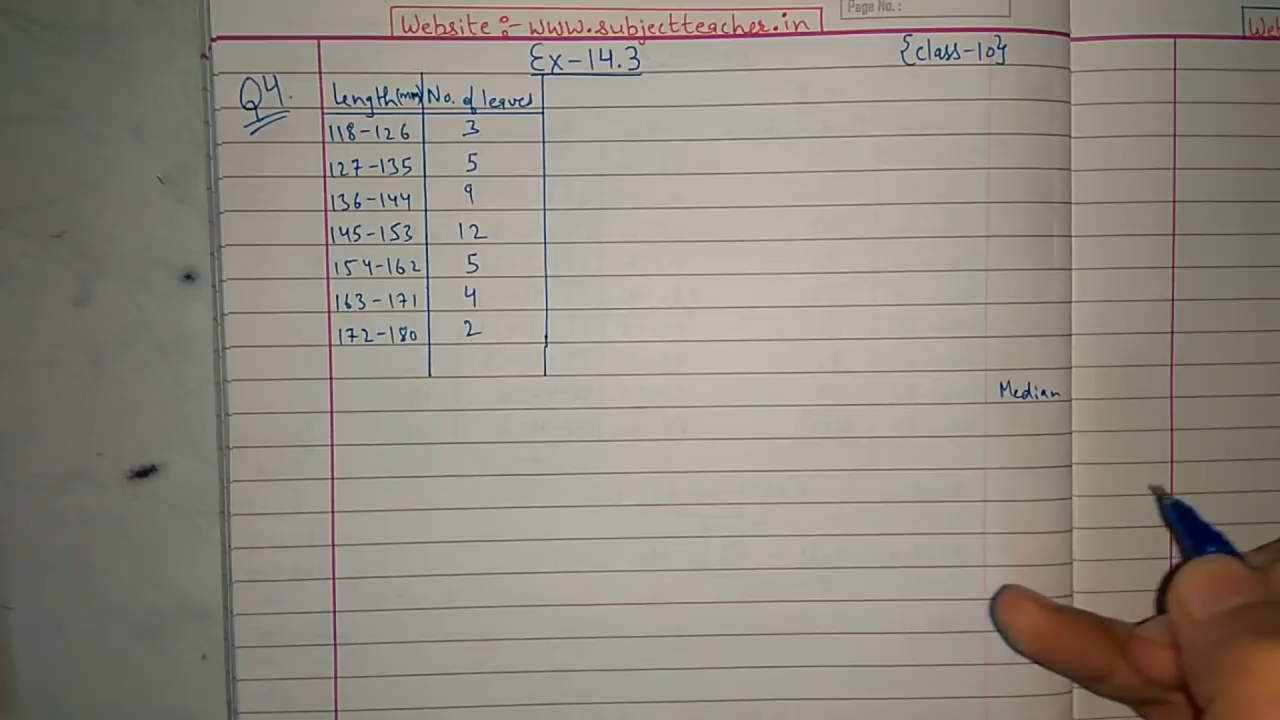 Page No.:
Website :- www.subjectteacher.in
Web
Ex-14.3
{class-10}
Q4.
Length(mm) No. of leaves
118-126 3
127-135 5
136-144 9
145-153 12
154-162 5
163-171 4
172-180 2
Median